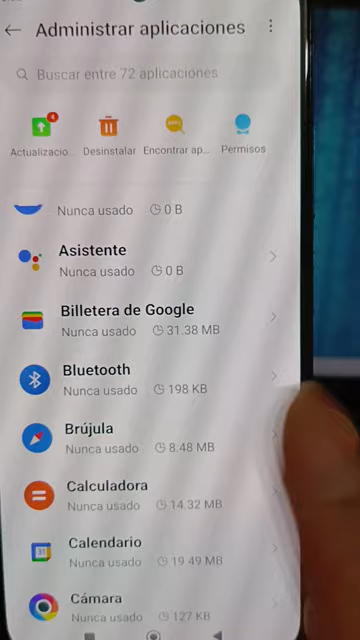 Administrar aplicaciones
Buscar entre 72 aplicaciones
4
Actualizacio...
Desinstalar
Encontrar ap...
Permisos
Nunca usado 0 B
Asistente
Nunca usado 0 B
Billetera de Google
Nunca usado 31.38 MB
Bluetooth
Nunca usado 198 KB
Brújula
Nunca usado 8.48 MB
Calculadora
Nunca usado 14.32 MB
31
Calendario
Nunca usado 19.49 MB
Cámara
Nunca usado 127 KB